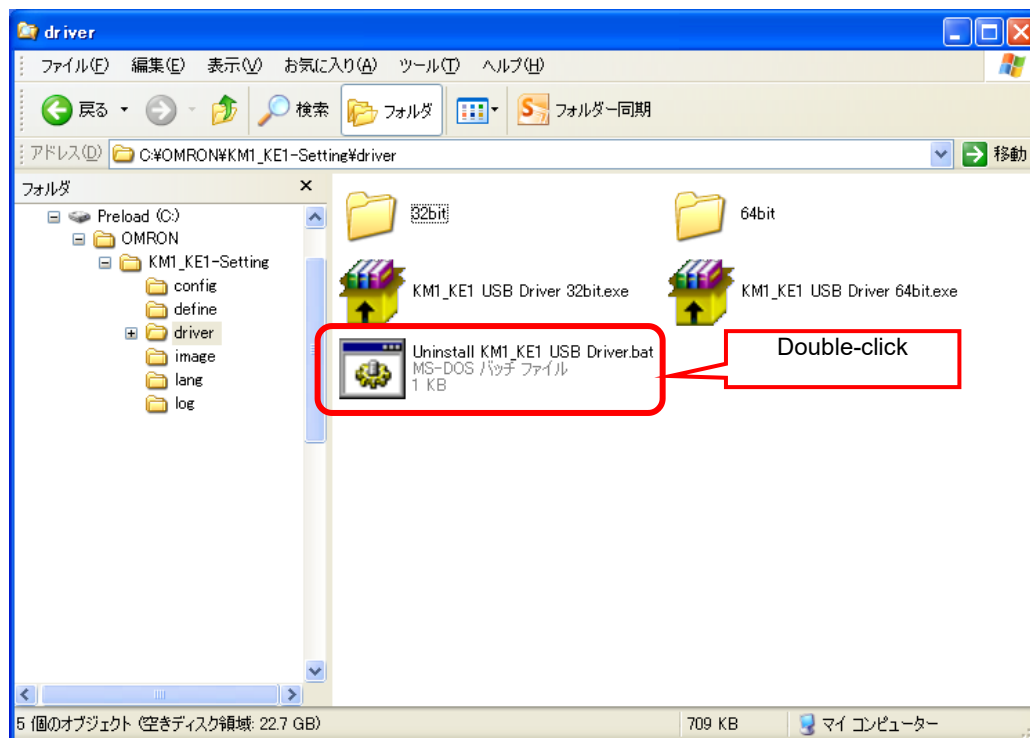 driver
ファイル(F) 編集(E) 表示(V) お気に入り(A) ツール(T) ヘルプ(H)
戻る 検索 フォルダ フォルダー同期
アドレス(D) C:¥OMRON¥KM1_KE1-Setting¥driver 移動
フォルダ
Preload (C:)
OMRON
KM1_KE1-Setting
config
define
driver
image
lang
log
32bit
64bit
KM1_KE1 USB Driver 32bit.exe
KM1_KE1 USB Driver 64bit.exe
Uninstall KM1_KE1 USB Driver.bat
MS-DOS バッチ ファイル
1 KB
Double-click
5 個のオブジェクト (空きディスク領域: 22.7 GB) 709 KB マイ コンピューター